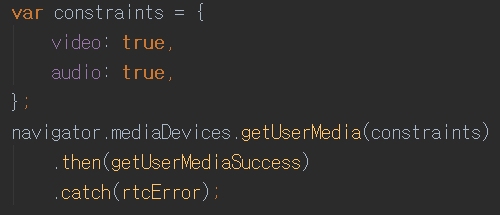 var constraints = {
    video: true,
    audio: true,
};
navigator.mediaDevices.getUserMedia(constraints)
    .then(getUserMediaSuccess)
    .catch(rtcError);